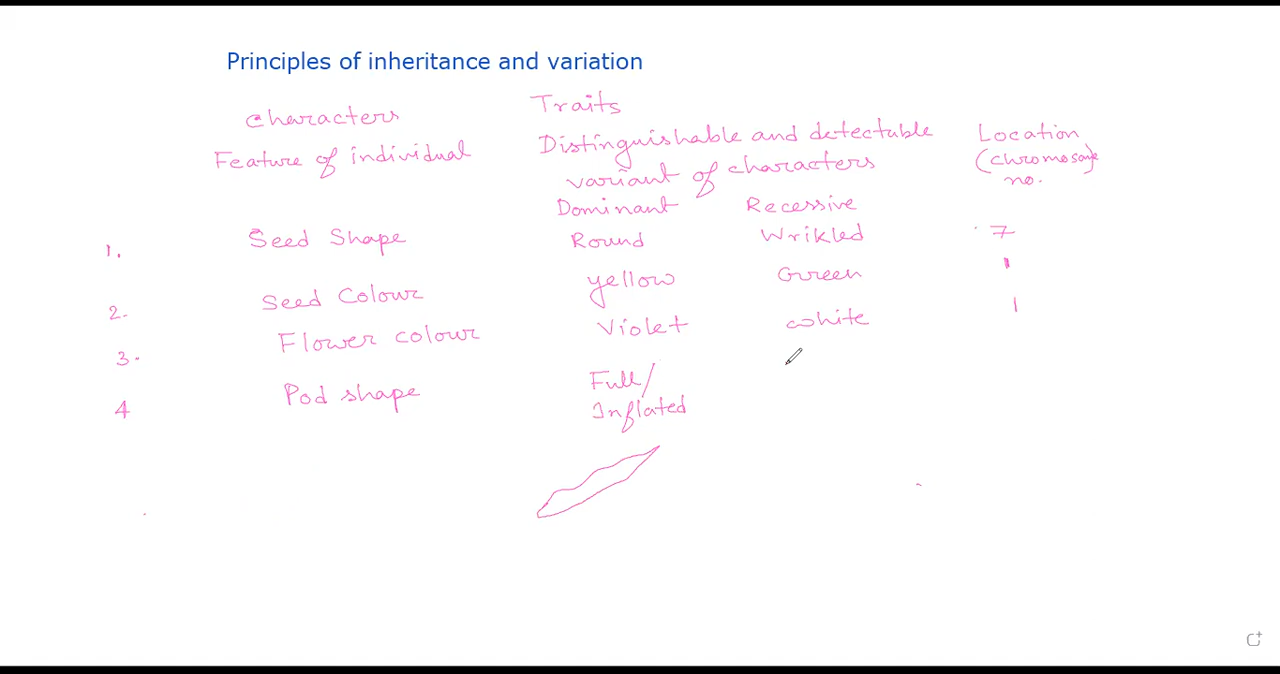 Principles of inheritance and variation
Characters
Traits
Feature of individual
Distinguishable and detectable
variant of characters
Location
(chromosome
no.
Dominant Recessive
1. Seed Shape Round Wrikled 7
2. Seed Colour yellow Green 1
3. Flower colour Violet white 1
4 Pod shape Full/
Inflated